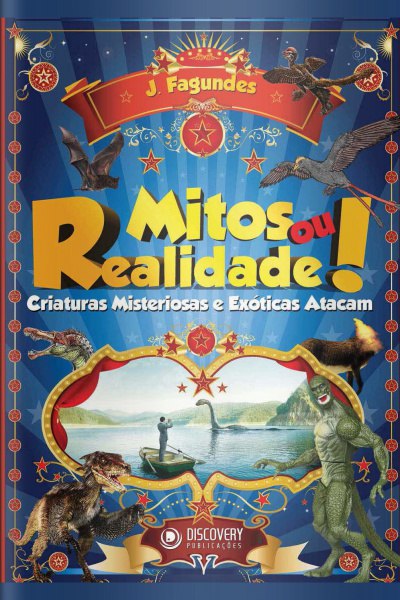 J. Fagundes
Mitos ou
Realidade!
Criaturas Misteriosas e Exóticas Atacam
D DISCOVERY
PUBLICAÇÕES